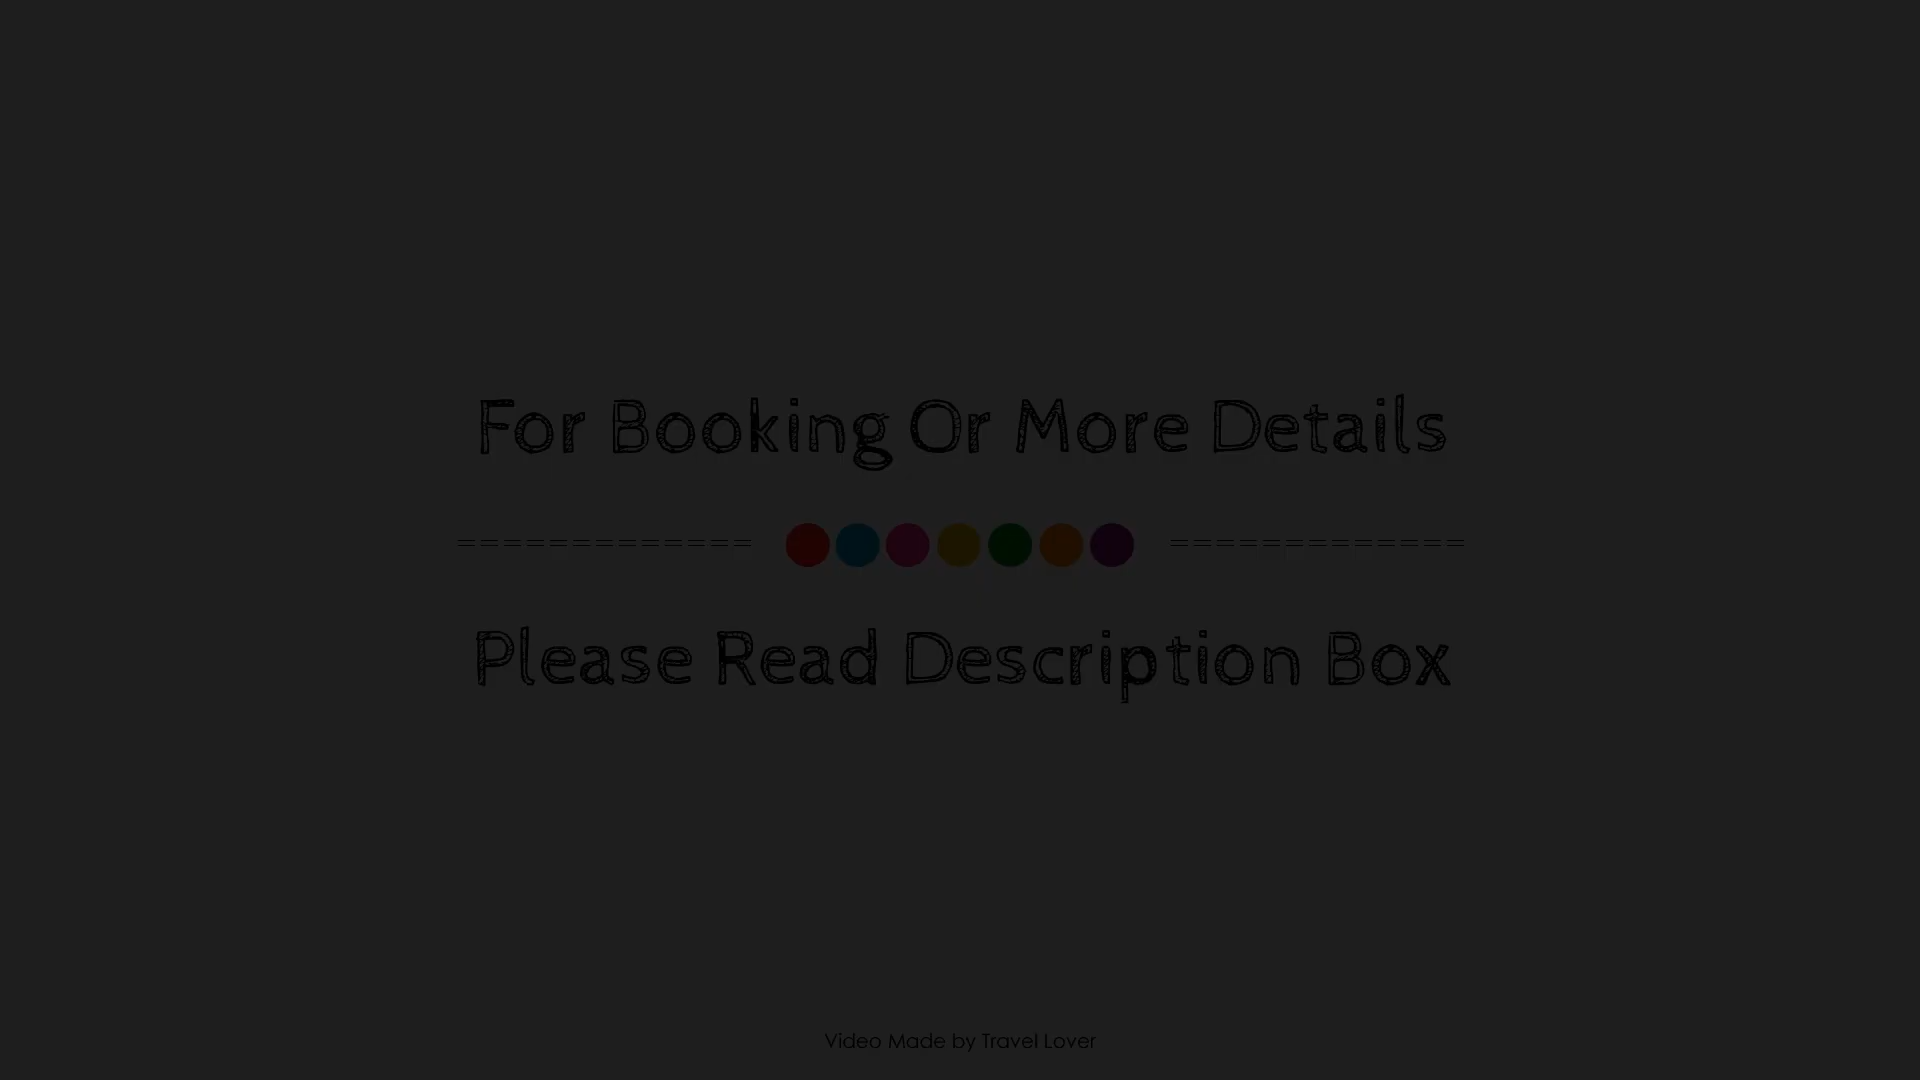 For Booking Or More Details
============= =============
Please Read Description Box
Video Made by Travel Lover